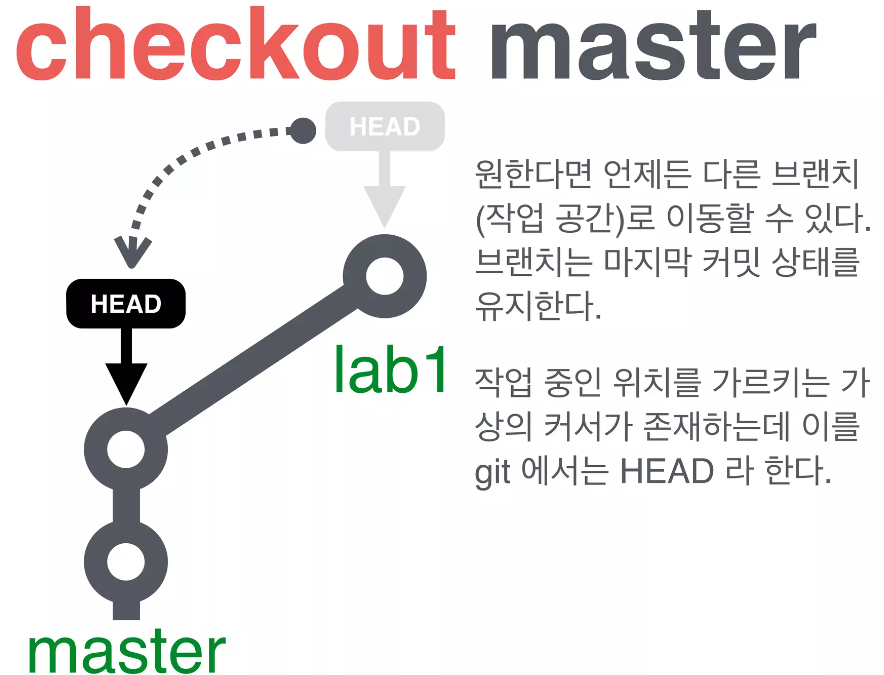 checkout master
HEAD
원한다면 언제든 다른 브랜치
(작업 공간)로 이동할 수 있다.
브랜치는 마지막 커밋 상태를
유지한다.
HEAD
lab1
작업 중인 위치를 가르키는 가
상의 커서가 존재하는데 이를
git 에서는 HEAD 라 한다.
master